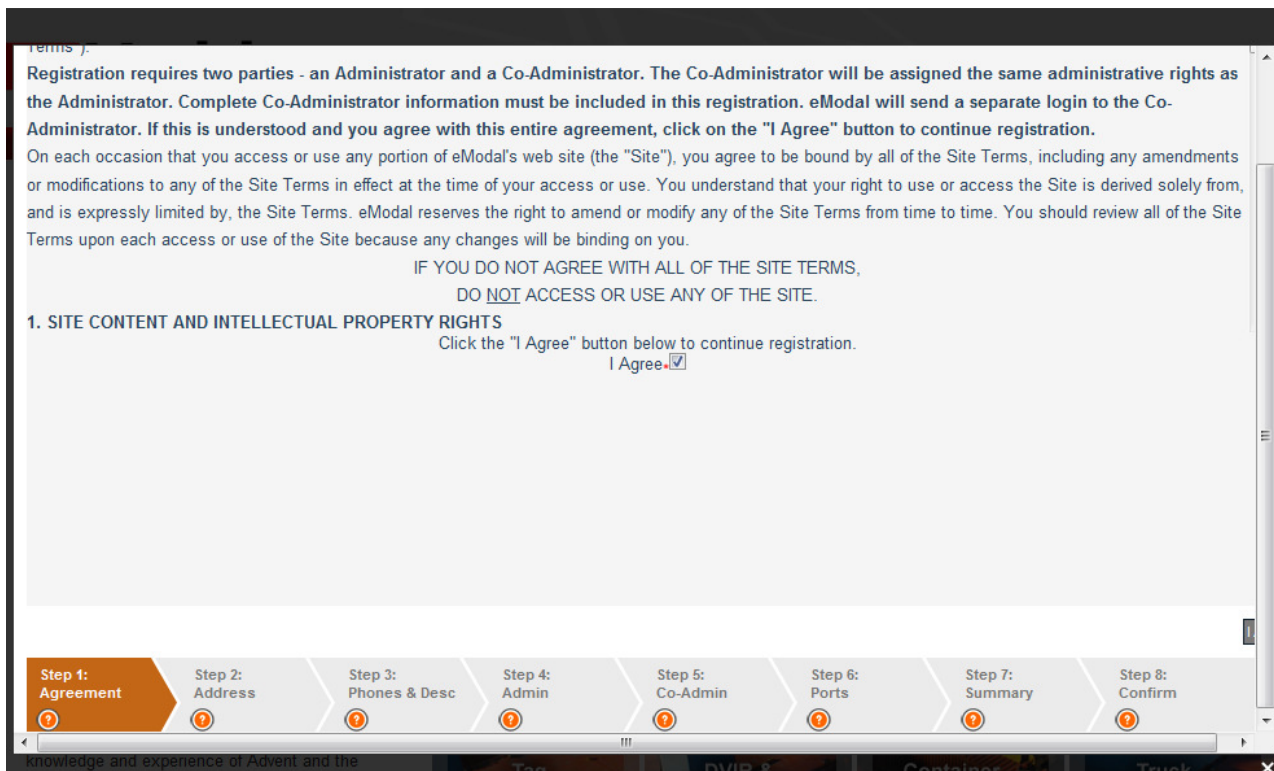 Terms").
Registration requires two parties - an Administrator and a Co-Administrator. The Co-Administrator will be assigned the same administrative rights as
the Administrator. Complete Co-Administrator information must be included in this registration. eModal will send a separate login to the Co-
Administrator. If this is understood and you agree with this entire agreement, click on the "I Agree" button to continue registration.
On each occasion that you access or use any portion of eModal's web site (the "Site"), you agree to be bound by all of the Site Terms, including any amendments
or modifications to any of the Site Terms in effect at the time of your access or use. You understand that your right to use or access the Site is derived solely from,
and is expressly limited by, the Site Terms. eModal reserves the right to amend or modify any of the Site Terms from time to time. You should review all of the Site
Terms upon each access or use of the Site because any changes will be binding on you.
IF YOU DO NOT AGREE WITH ALL OF THE SITE TERMS,
DO NOT ACCESS OR USE ANY OF THE SITE.
1. SITE CONTENT AND INTELLECTUAL PROPERTY RIGHTS
Click the "I Agree" button below to continue registration.
I Agree
Step 1: Step 2: Step 3: Step 4: Step 5: Step 6: Step 7: Step 8:
Agreement Address Phones & Desc Admin Co-Admin Ports Summary Confirm
knowledge and experience of Advent and the
Tag DVIR & Container Truck